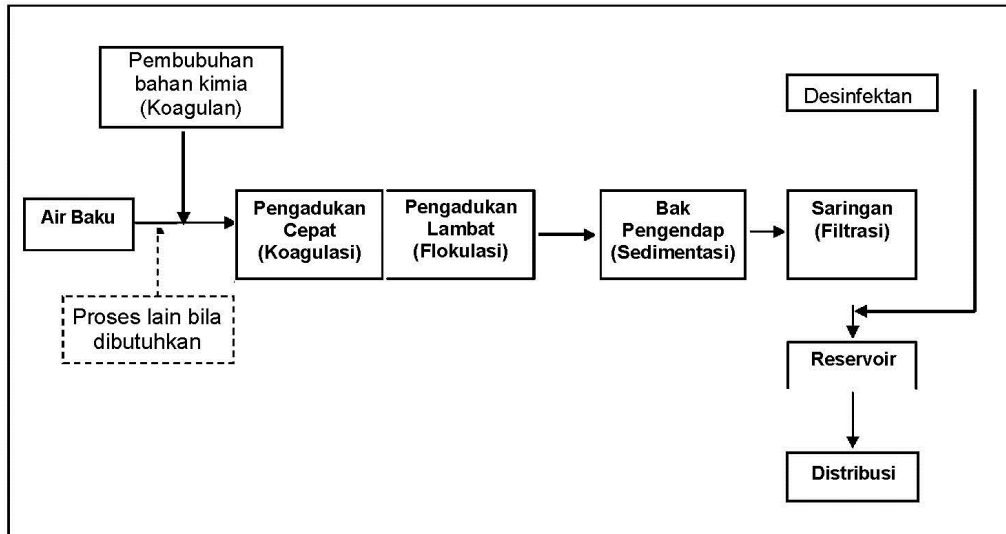 Pembubuhan
bahan kimia
(Koagulan)
Desinfektan
Air Baku
Pengadukan
Cepat
(Koagulasi)
Pengadukan
Lambat
(Flokulasi)
Bak
Pengendap
(Sedimentasi)
Saringan
(Filtrasi)
Proses lain bila
dibutuhkan
Reservoir
Distribusi